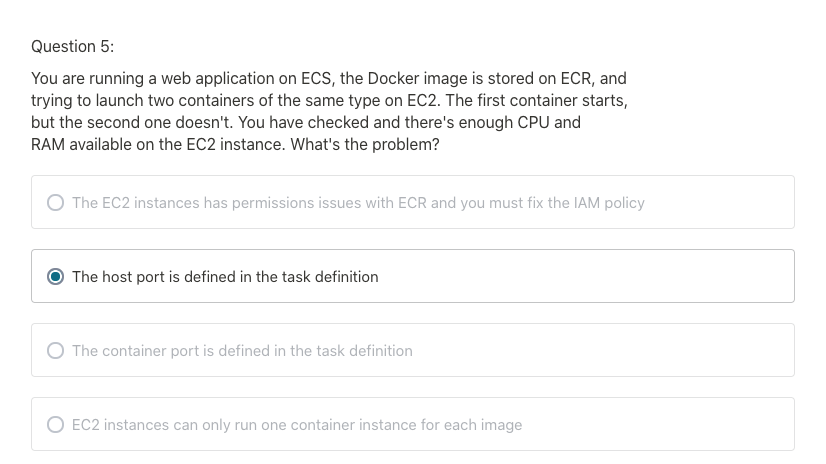 Question 5:
You are running a web application on ECS, the Docker image is stored on ECR, and
trying to launch two containers of the same type on EC2. The first container starts,
but the second one doesn't. You have checked and there's enough CPU and
RAM available on the EC2 instance. What's the problem?
The EC2 instances has permissions issues with ECR and you must fix the IAM policy
The host port is defined in the task definition
The container port is defined in the task definition
EC2 instances can only run one container instance for each image